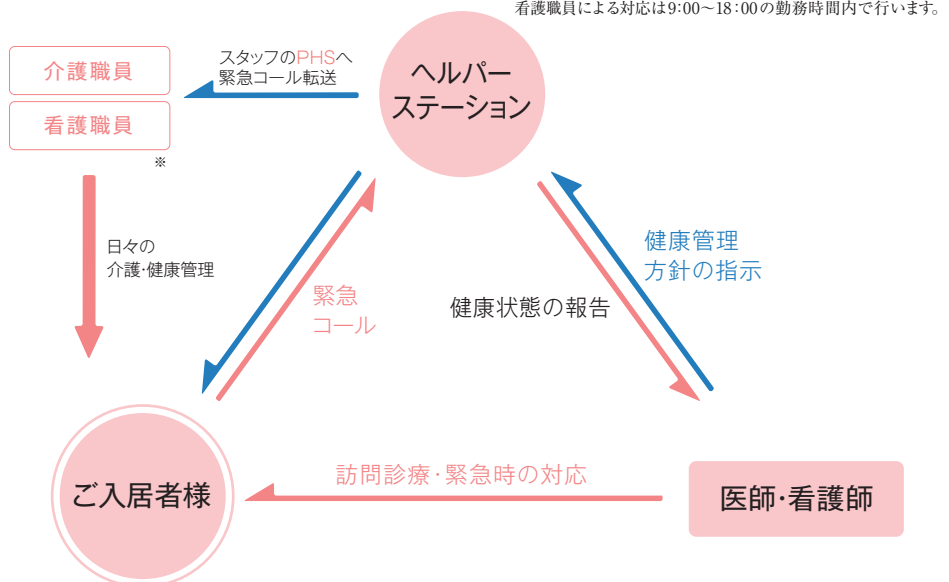 看護職員による対応は9:00〜18:00の勤務時間内で行います。
介護職員
看護職員
※
スタッフのPHSへ
緊急コール転送
ヘルパー
ステーション
日々の
介護・健康管理
緊急
コール
健康状態の報告
健康管理
方針の指示
ご入居者様
訪問診療・緊急時の対応
医師・看護師